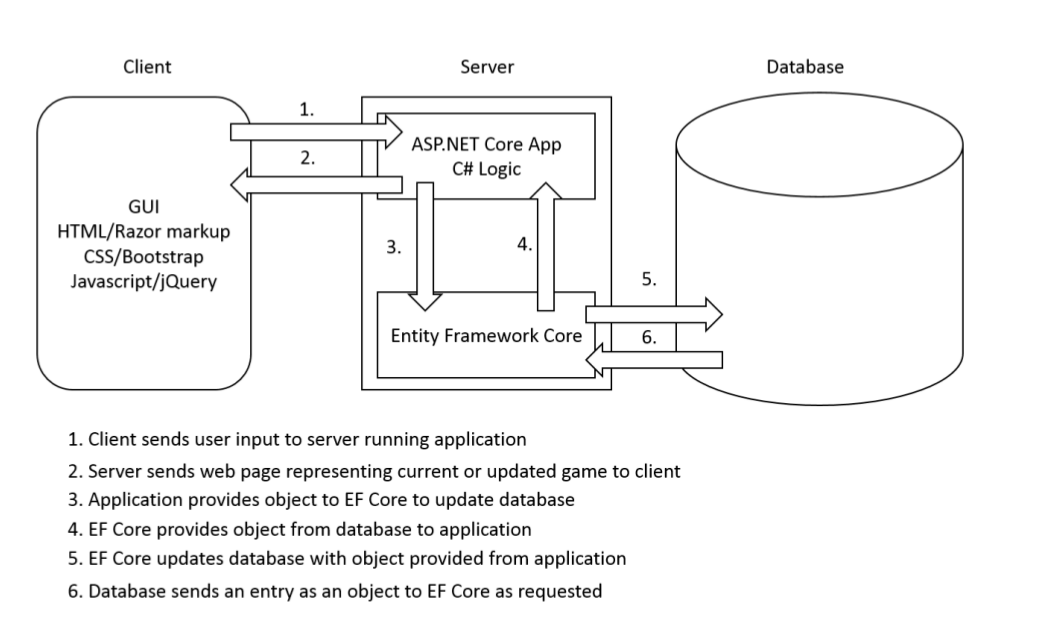 Client
Server
Database
1.
2.
ASP.NET Core App
C# Logic
GUI
HTML/Razor markup
CSS/Bootstrap
Javascript/jQuery
3.
4.
5.
Entity Framework Core
6.
1. Client sends user input to server running application
2. Server sends web page representing current or updated game to client
3. Application provides object to EF Core to update database
4. EF Core provides object from database to application
5. EF Core updates database with object provided from application
6. Database sends an entry as an object to EF Core as requested